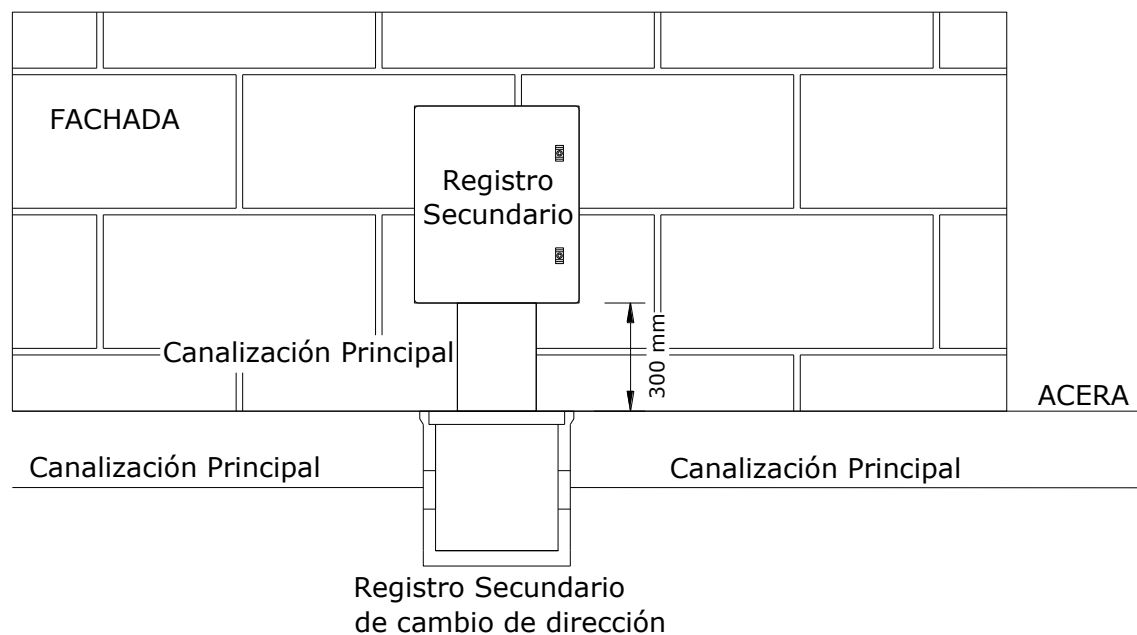 FACHADA
Registro
Secundario
Canalización Principal
300 mm
ACERA
Canalización Principal
Canalización Principal
Registro Secundario
de cambio de dirección